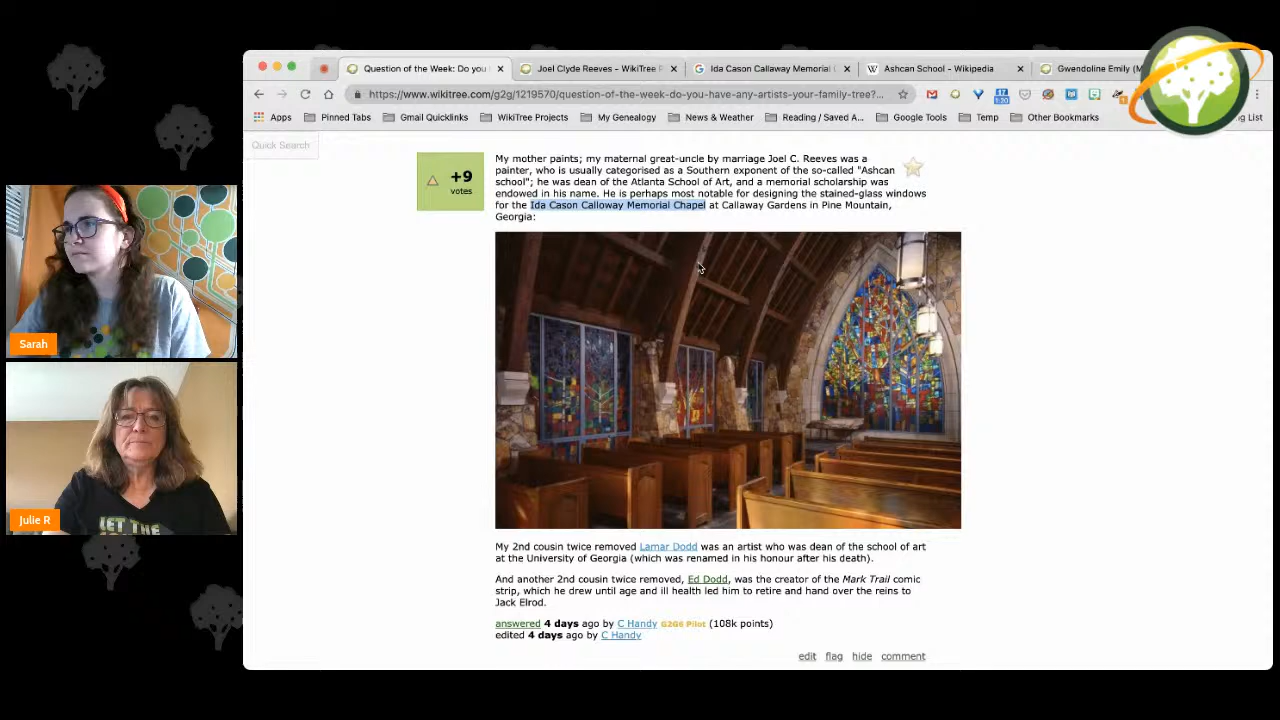 Question of the Week: Do you
Joel Clyde Reeves - WikiTree P
Ida Cason Callaway Memorial
Ashcan School - Wikipedia
Gwendoline Emily (M
https://www.wikitree.com/g2g/1219570/question-of-the-week-do-you-have-any-artists-your-family-tree?...
17
1:20
Apps
Pinned Tabs
Gmail Quicklinks
WikiTree Projects
My Genealogy
News & Weather
Reading / Saved A...
Google Tools
Temp
Other Bookmarks
ng List
Quick Search
+9
votes
My mother paints; my maternal great-uncle by marriage Joel C. Reeves was a
painter, who is usually categorised as a Southern exponent of the so-called "Ashcan
school"; he was dean of the Atlanta School of Art, and a memorial scholarship was
endowed in his name. He is perhaps most notable for designing the stained-glass windows
for the Ida Cason Calloway Memorial Chapel at Callaway Gardens in Pine Mountain,
Georgia:
My 2nd cousin twice removed Lamar Dodd was an artist who was dean of the school of art
at the University of Georgia (which was renamed in his honour after his death).
And another 2nd cousin twice removed, Ed Dodd, was the creator of the Mark Trail comic
strip, which he drew until age and ill health led him to retire and hand over the reins to
Jack Elrod.
answered 4 days ago by C Handy G2G6 Pilot (108k points)
edited 4 days ago by C Handy
edit flag hide comment
Sarah
Julie R
LET THE